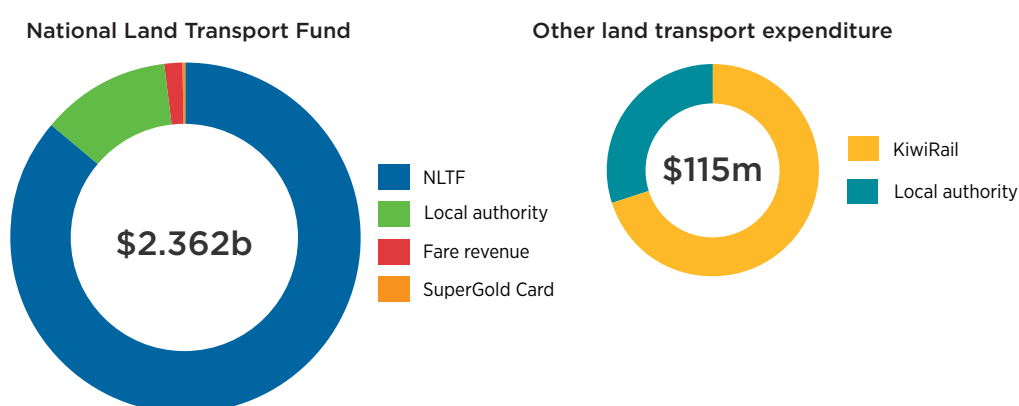 National Land Transport Fund
$2.362b
NLTF
Local authority
Fare revenue
SuperGold Card
Other land transport expenditure
$115m
KiwiRail
Local authority